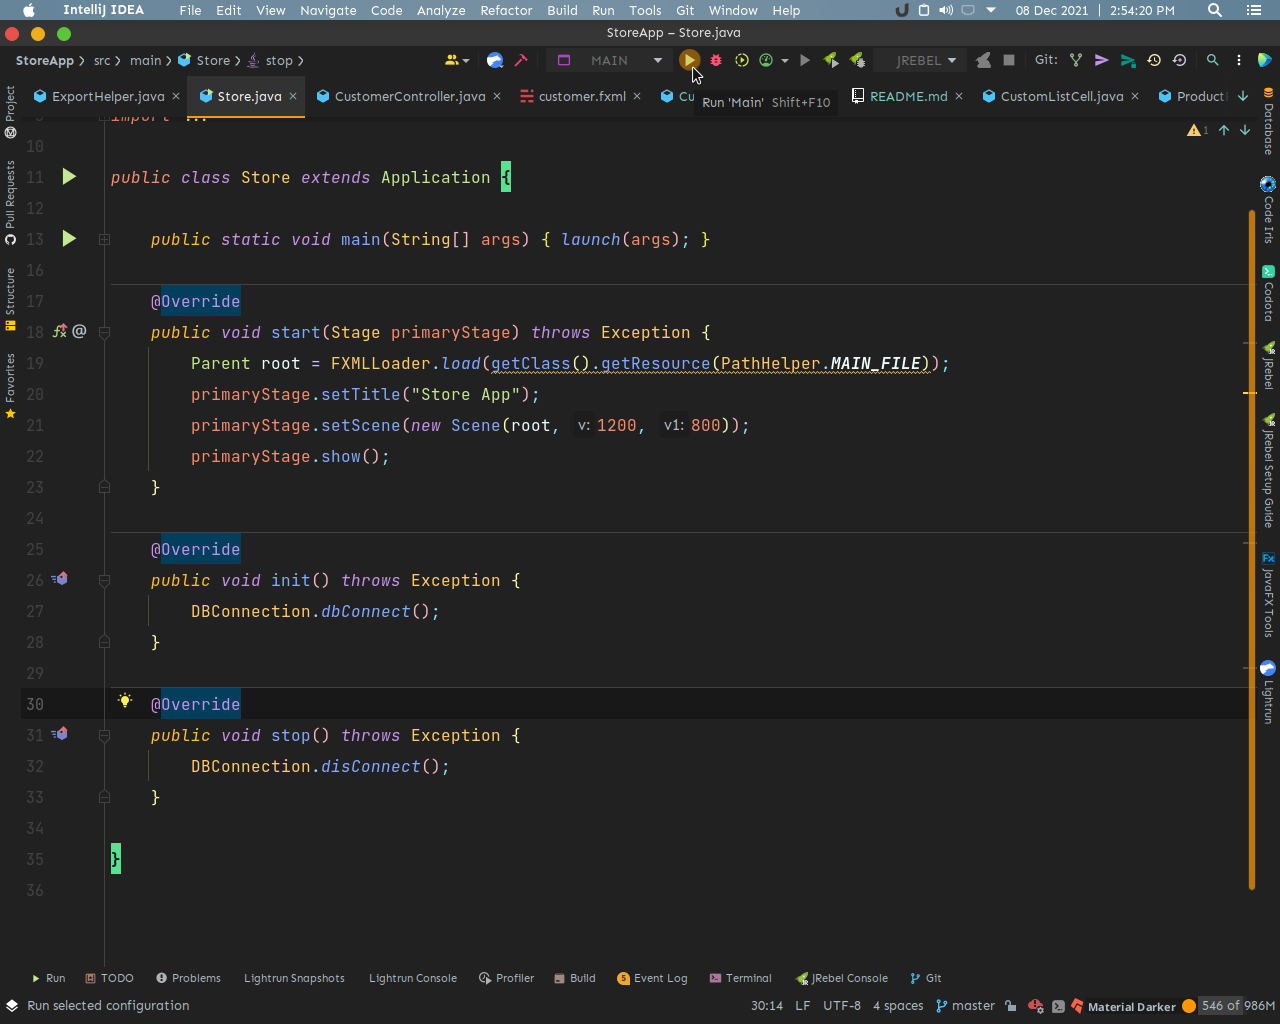 IntelliJ IDEA File Edit View Navigate Code Analyze Refactor Build Run Tools Git Window Help 08 Dec 2021 | 2:54:20 PM
StoreApp – Store.java
StoreApp src main Store stop MAIN JREBEL Git:
ExportHelper.java Store.java CustomerController.java customer.fxml Cu README.md CustomListCell.java Product
Run 'Main' Shift+F10
1
import ...
10
11 public class Store extends Application {
12
13 public static void main(String[] args) { launch(args); }
16
17 @Override
18 public void start(Stage primaryStage) throws Exception {
19 Parent root = FXMLLoader.load(getClass().getResource(PathHelper.MAIN_FILE));
20 primaryStage.setTitle("Store App");
21 primaryStage.setScene(new Scene(root, v: 1200, v1: 800));
22 primaryStage.show();
23 }
24
25 @Override
26 public void init() throws Exception {
27 DBConnection.dbConnect();
28 }
29
30 @Override
31 public void stop() throws Exception {
32 DBConnection.disConnect();
33 }
34
35 }
36
Project
Pull Requests
Structure
Favorites
Database
Code Iris
Codota
JRebel
JRebel Setup Guide
JavaFX Tools
Lightrun
Run TODO Problems Lightrun Snapshots Lightrun Console Profiler Build 5 Event Log Terminal JRebel Console Git
Run selected configuration 30:14 LF UTF-8 4 spaces master Material Darker 546 of 986M